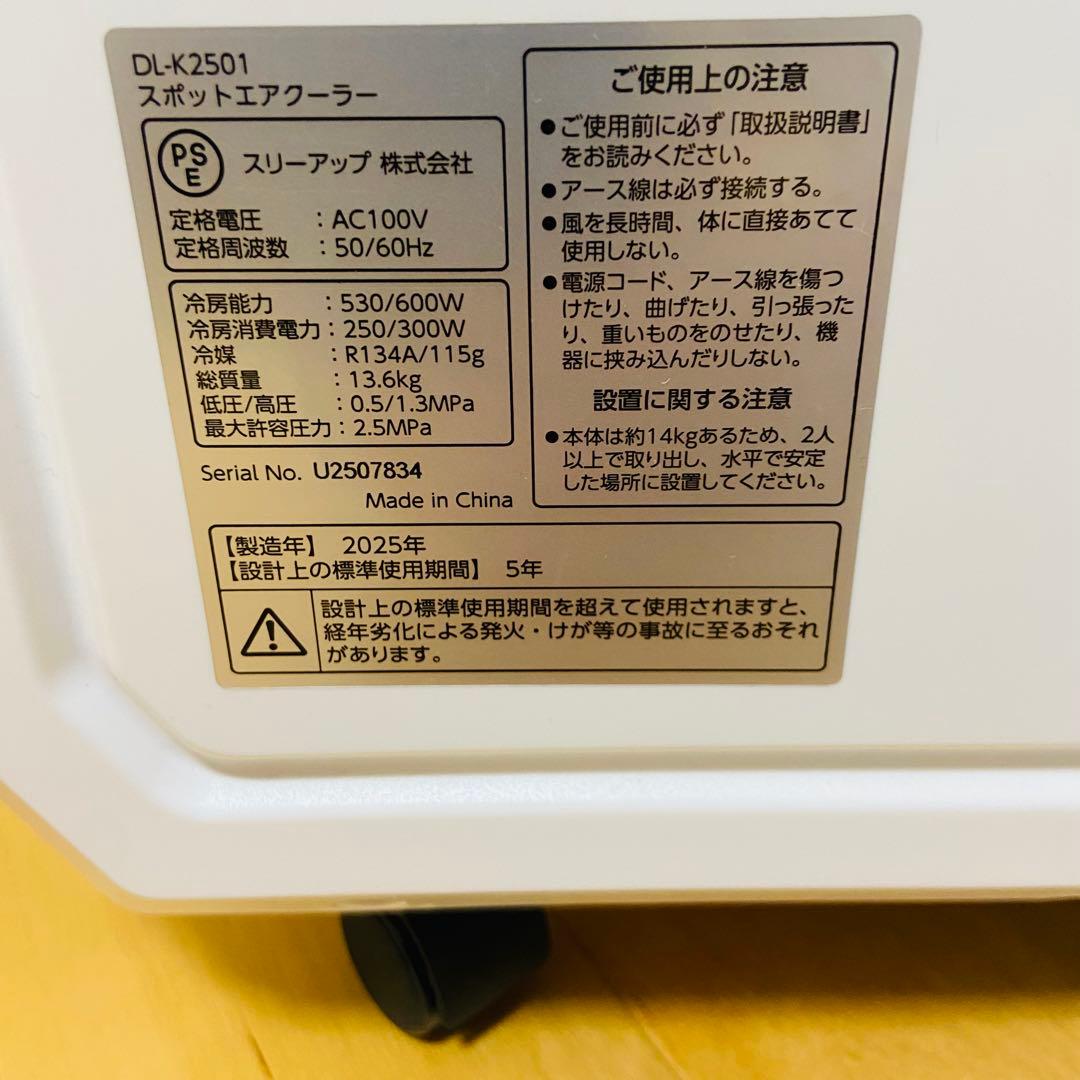 DL-K2501
スポットエアクーラー
PSE
スリーアップ 株式会社
定格電圧 : AC100V
定格周波数 : 50/60Hz
冷房能力 : 530/600W
冷房消費電力 : 250/300W
冷媒 : R134A/115g
総質量 : 13.6kg
低圧/高圧 : 0.5/1.3MPa
最大許容圧力 : 2.5MPa
Serial No. U2507834
Made in China
ご使用上の注意
●ご使用前に必ず「取扱説明書」
をお読みください。
●アース線は必ず接続する。
●風を長時間、体に直接あてて
使用しない。
●電源コード、アース線を傷つ
けたり、曲げたり、引っ張った
り、重いものをのせたり、機
器に挟み込んだりしない。
設置に関する注意
●本体は約14kgあるため、2人
以上で取り出し、水平で安定
した場所に設置してください。
【製造年】 2025年
【設計上の標準使用期間】 5年
設計上の標準使用期間を超えて使用されますと、
経年劣化による発火・けが等の事故に至るおそれ
があります。